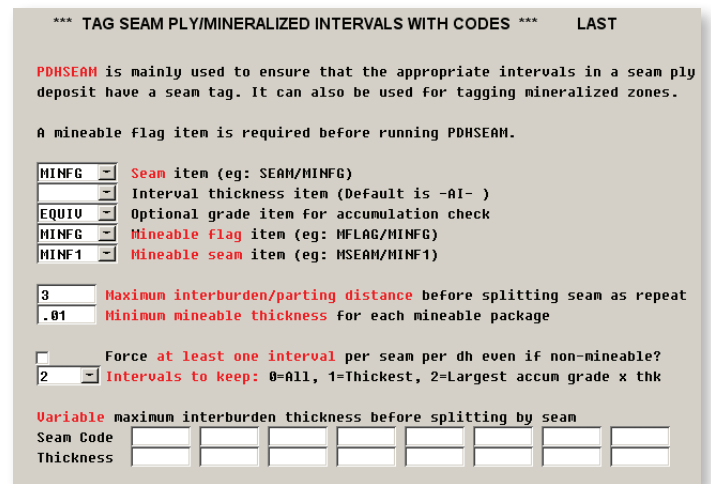 *** TAG SEAM PLY/MINERALIZED INTERVALS WITH CODES *** LAST
PDHSEAM is mainly used to ensure that the appropriate intervals in a seam ply
deposit have a seam tag. It can also be used for tagging mineralized zones.
A mineable flag item is required before running PDHSEAM.
MINFG Seam item (eg: SEAM/MINFG)
Interval thickness item (Default is -AI- )
EQUIV Optional grade item for accumulation check
MINFG Mineable flag item (eg: MFLAG/MINFG)
MINF1 Mineable seam item (eg: MSEAM/MINF1)
3 Maximum interburden/parting distance before splitting seam as repeat
.01 Minimum mineable thickness for each mineable package
Force at least one interval per seam per dh even if non-mineable?
2 Intervals to keep: 0=All, 1=Thickest, 2=Largest accum grade x thk
Variable maximum interburden thickness before splitting by seam
Seam Code
Thickness